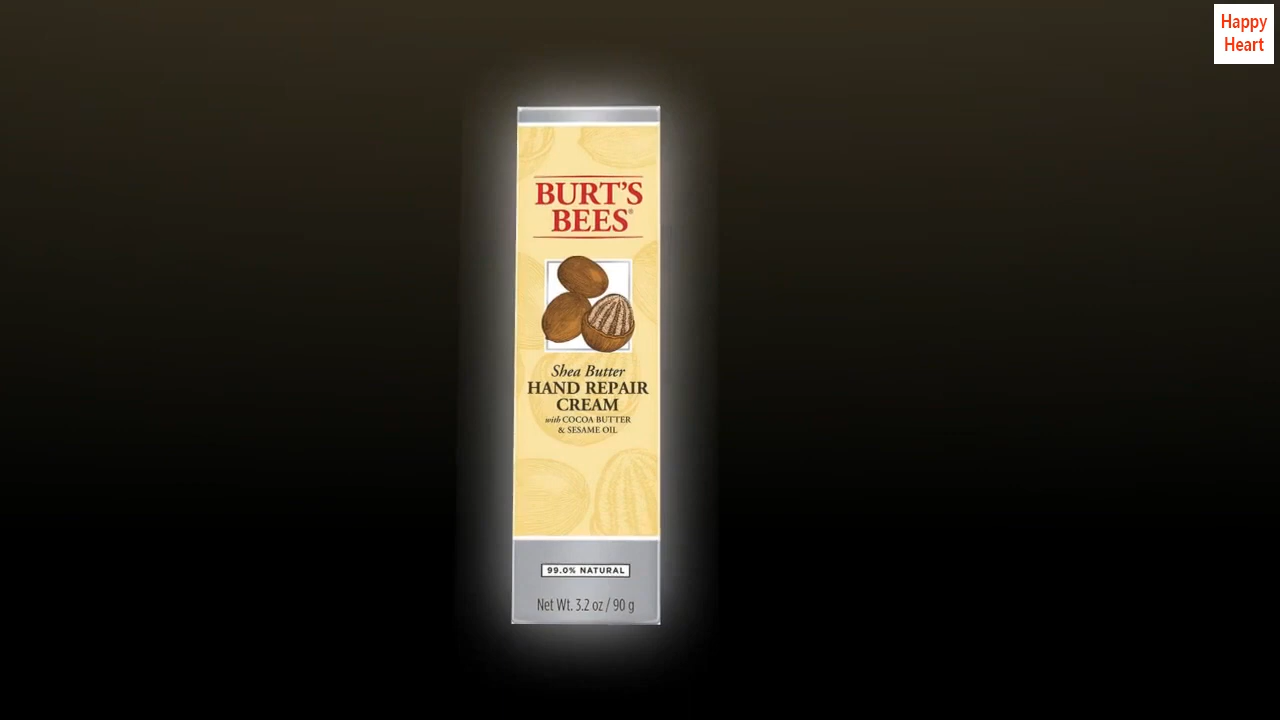 Happy
Heart
BURT'S
BEES®
Shea Butter
HAND REPAIR
CREAM
with COCOA BUTTER
& SESAME OIL
99.0% NATURAL
Net Wt. 3.2 oz / 90 g